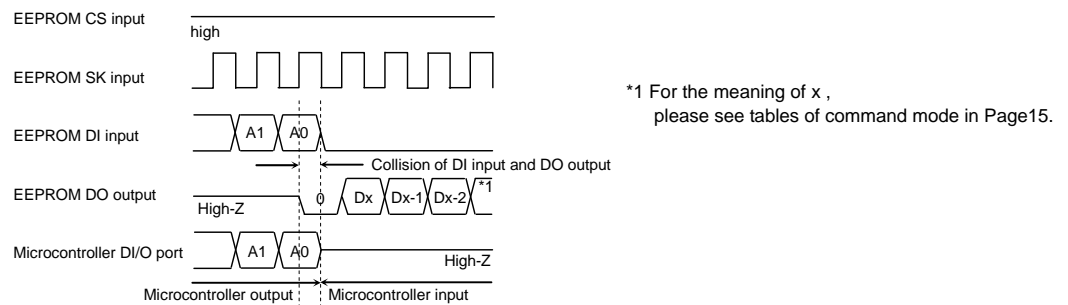 EEPROM CS input
high
EEPROM SK input
*1 For the meaning of x ,
please see tables of command mode in Page15.
EEPROM DI input
A1
A0
Collision of DI input and DO output
EEPROM DO output
High-Z
0
Dx
Dx-1
Dx-2
*1
Microcontroller DI/O port
A1
A0
High-Z
Microcontroller output
Microcontroller input